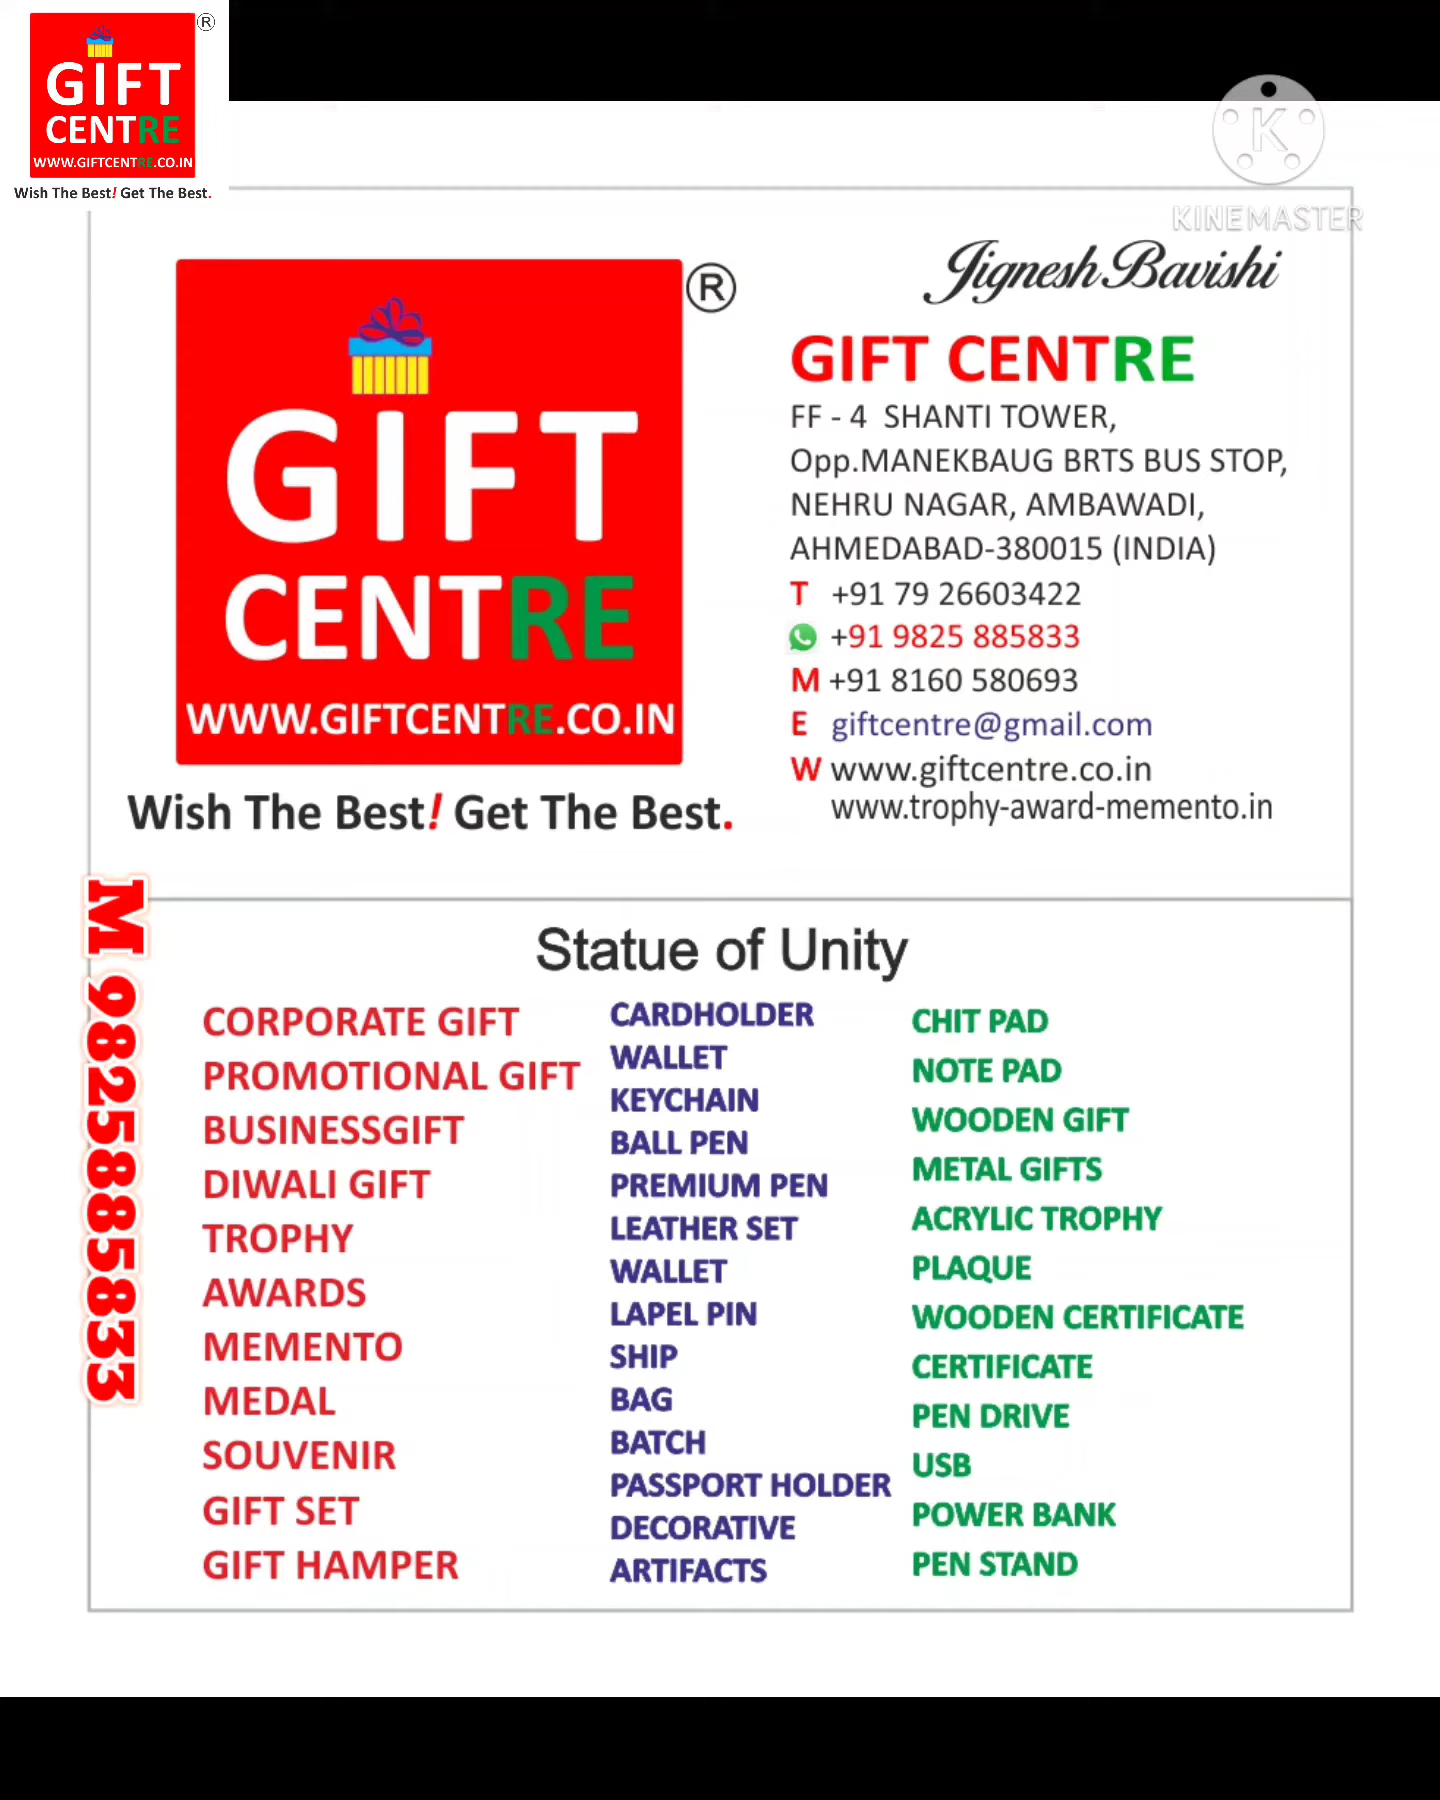 ®
GIFT
CENTRE
WWW.GIFTCENTRE.CO.IN
Wish The Best! Get The Best.
K
KINEMASTER
Jignesh Bavishi
®
GIFT
CENTRE
WWW.GIFTCENTRE.CO.IN
Wish The Best! Get The Best.
GIFT CENTRE
FF - 4 SHANTI TOWER,
Opp.MANEKBAUG BRTS BUS STOP,
NEHRU NAGAR, AMBAWADI,
AHMEDABAD-380015 (INDIA)
T +91 79 26603422
+91 9825 885833
M +91 8160 580693
E giftcentre@gmail.com
W www.giftcentre.co.in
www.trophy-award-memento.in
M 9825885833
Statue of Unity
CORPORATE GIFT
PROMOTIONAL GIFT
BUSINESSGIFT
DIWALI GIFT
TROPHY
AWARDS
MEMENTO
MEDAL
SOUVENIR
GIFT SET
GIFT HAMPER
CARDHOLDER
WALLET
KEYCHAIN
BALL PEN
PREMIUM PEN
LEATHER SET
WALLET
LAPEL PIN
SHIP
BAG
BATCH
PASSPORT HOLDER
DECORATIVE
ARTIFACTS
CHIT PAD
NOTE PAD
WOODEN GIFT
METAL GIFTS
ACRYLIC TROPHY
PLAQUE
WOODEN CERTIFICATE
CERTIFICATE
PEN DRIVE
USB
POWER BANK
PEN STAND